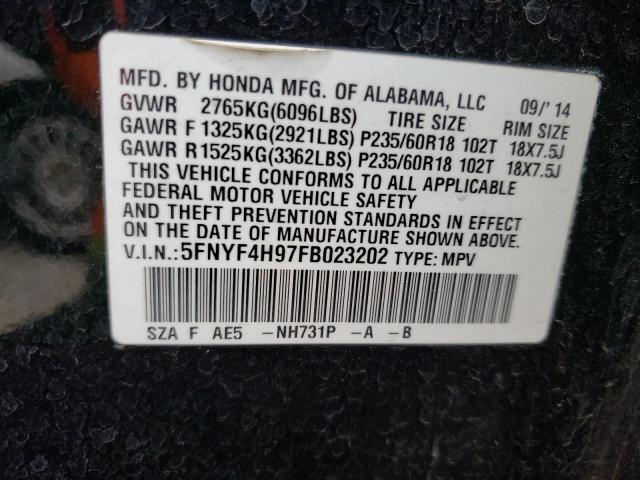 MFD. BY HONDA MFG. OF ALABAMA, LLC 09/'14
GVWR 2765KG(6096LBS) TIRE SIZE RIM SIZE
GAWR F 1325KG(2921LBS) P235/60R18 102T 18X7.5J
GAWR R1525KG(3362LBS) P235/60R18 102T 18X7.5J
THIS VEHICLE CONFORMS TO ALL APPLICABLE
FEDERAL MOTOR VEHICLE SAFETY
AND THEFT PREVENTION STANDARDS IN EFFECT
ON THE DATE OF MANUFACTURE SHOWN ABOVE.
V.I.N.:5FNYF4H97FB023202 TYPE: MPV
SZA F AE5 -NH731P -A -B